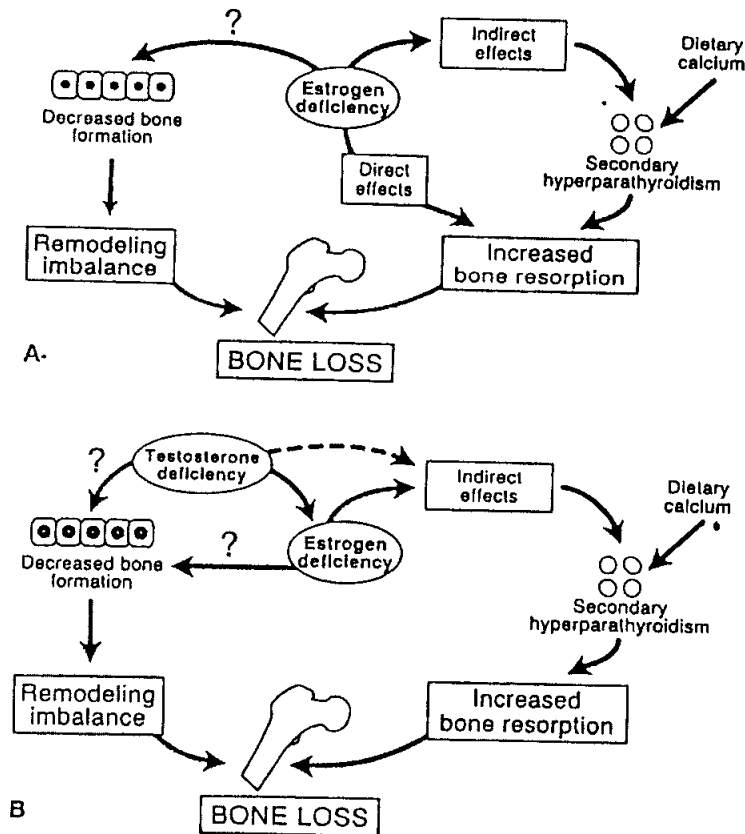 ?
Indirect
effects
Dietary
calcium
Estrogen
deficiency
Decreased bone
formation
Direct
effects
Secondary
hyperparathyroidism
Remodeling
imbalance
Increased
bone resorption
A.
BONE LOSS
?
Testosterone
deficiency
Indirect
effects
Dietary
calcium
?
Estrogen
deficiency
Decreased bone
formation
Secondary
hyperparathyroidism
Remodeling
imbalance
Increased
bone resorption
B
BONE LOSS